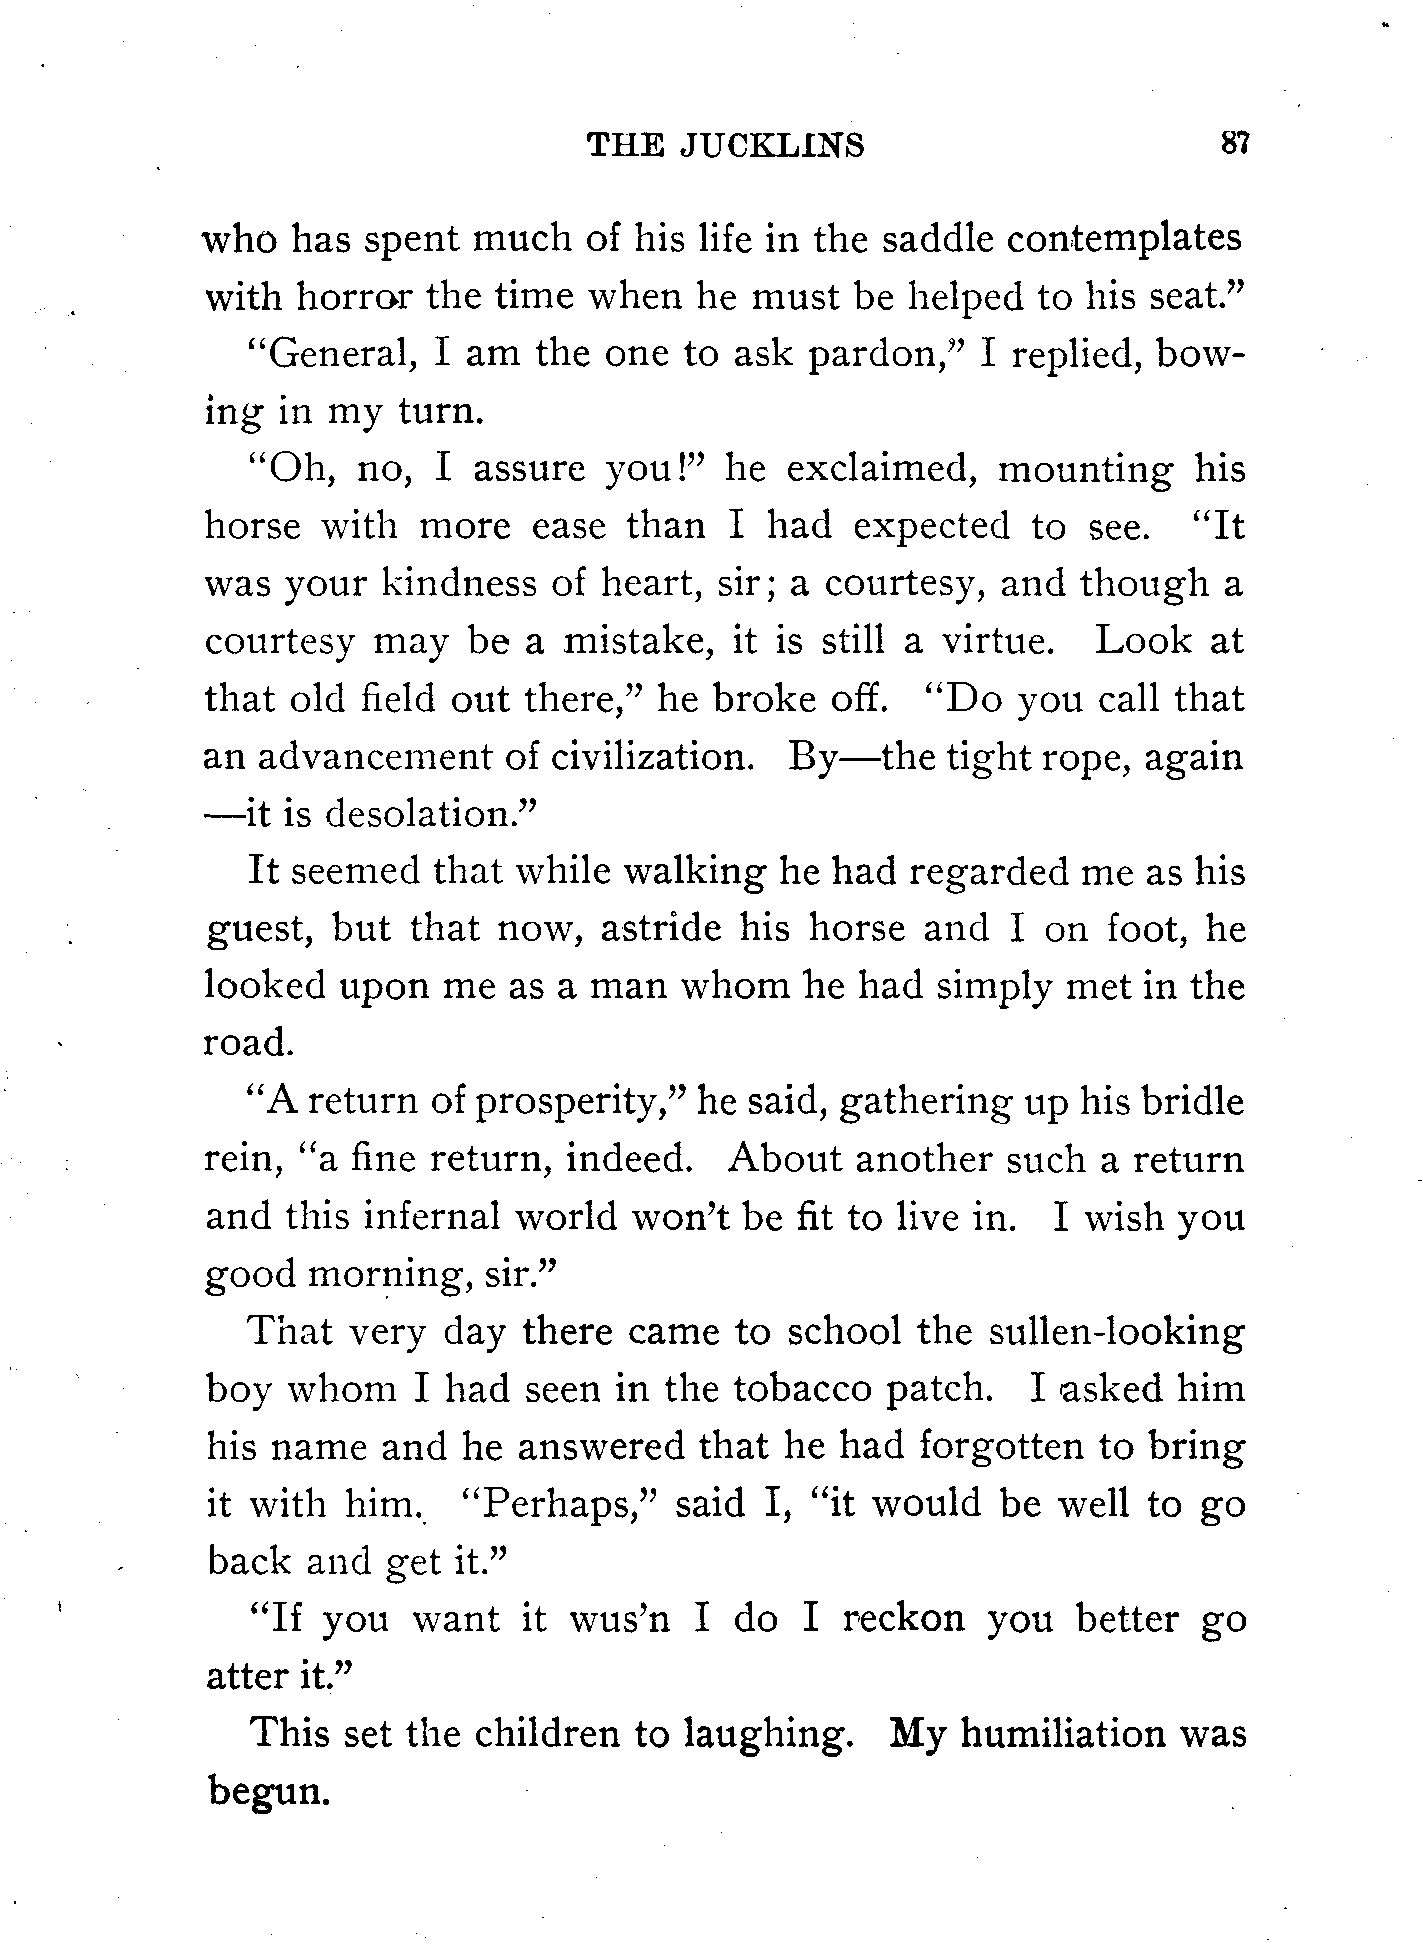 THE JUCKLINS 87
who has spent much of his life in the saddle contemplates
with horror the time when he must be helped to his seat.”
“General, I am the one to ask pardon,” I replied, bow-
ing in my turn.
“Oh, no, I assure you!” he exclaimed, mounting his
horse with more ease than I had expected to see. “It
was your kindness of heart, sir; a courtesy, and though a
courtesy may be a mistake, it is still a virtue. Look at
that old field out there,” he broke off. “Do you call that
an advancement of civilization. By—the tight rope, again
—it is desolation.”
It seemed that while walking he had regarded me as his
guest, but that now, astride his horse and I on foot, he
looked upon me as a man whom he had simply met in the
road.
“A return of prosperity,” he said, gathering up his bridle
rein, “a fine return, indeed. About another such a return
and this infernal world won’t be fit to live in. I wish you
good morning, sir.”
That very day there came to school the sullen-looking
boy whom I had seen in the tobacco patch. I asked him
his name and he answered that he had forgotten to bring
it with him. “Perhaps,” said I, “it would be well to go
back and get it.”
“If you want it wus’n I do I reckon you better go
atter it.”
This set the children to laughing. My humiliation was
begun.